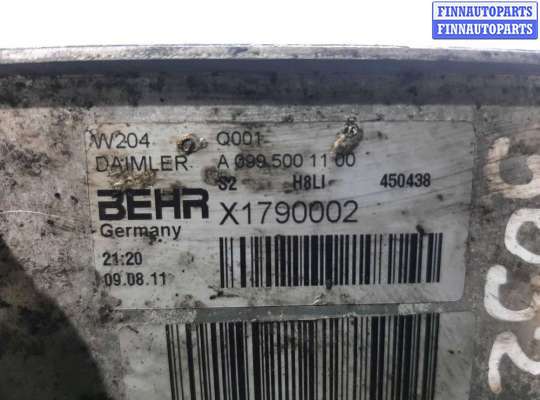 FINNAUTOPARTS
FINNAUTOPARTS
FINNAUTOPARTS
W204 Q001
DAIMLER A 099 500 11 00
S2 H8LI 450438
BEHR X1790002
Germany
21:20
09.08.11